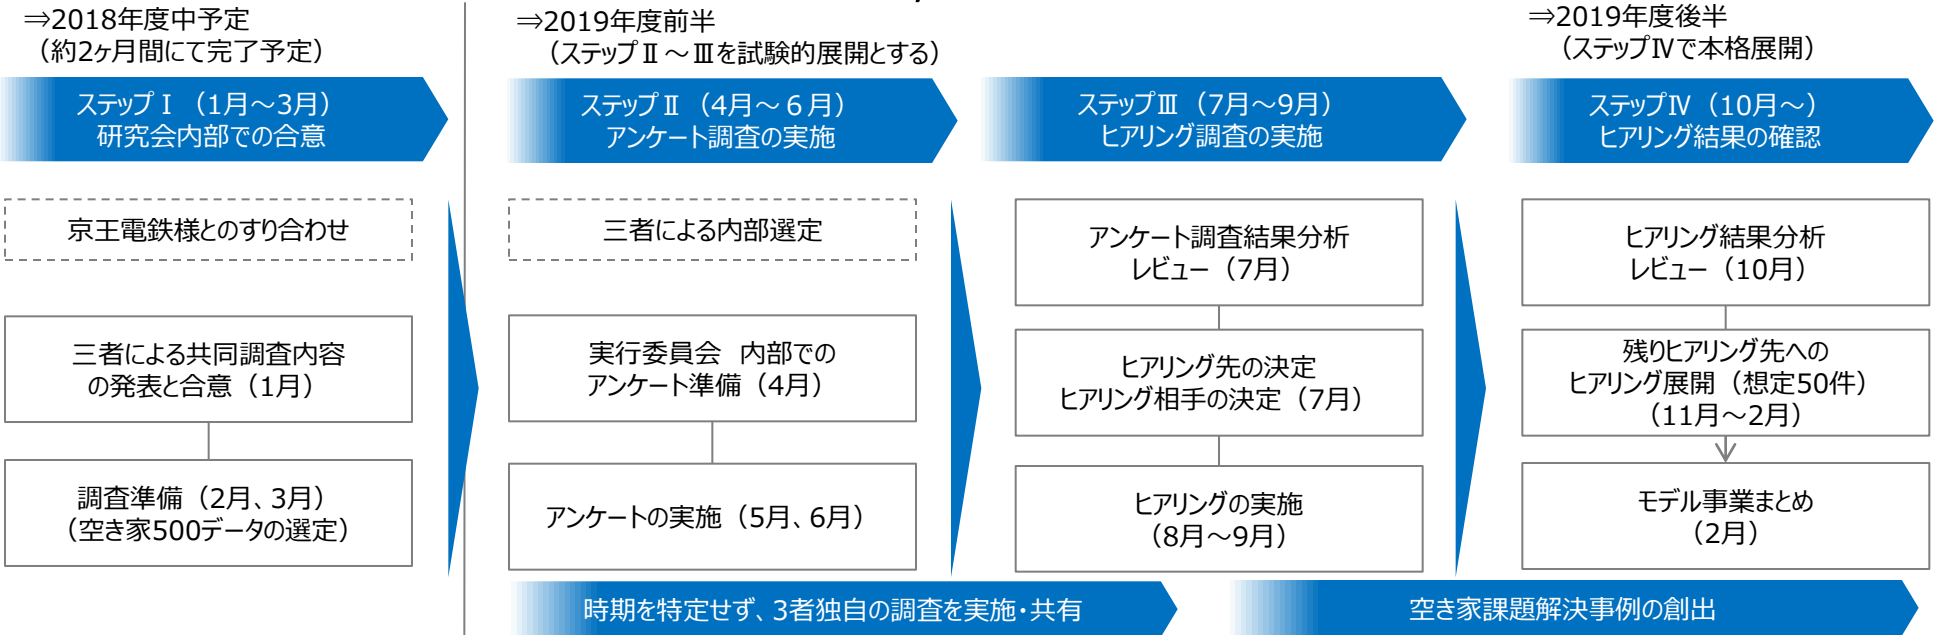 ⇒2018年度中予定
（約2ヶ月間にて完了予定）
ステップⅠ（1月～3月）
研究会内部での合意
京王電鉄様とのすり合わせ
三者による共同調査内容
の発表と合意（1月）
調査準備（2月、3月）
（空き家500データの選定）
⇒2019年度前半
（ステップⅡ～Ⅲを試験的展開とする）
ステップⅡ（4月～６月）
アンケート調査の実施
三者による内部選定
実行委員会　内部での
アンケート準備（4月）
アンケートの実施（5月、6月）
ステップⅢ（7月～9月）
ヒアリング調査の実施
アンケート調査結果分析
レビュー（7月）
ヒアリング先の決定
ヒアリング相手の決定（7月）
ヒアリングの実施
（8月～9月）
⇒2019年度後半
（ステップⅣで本格展開）
ステップⅣ（10月～）
ヒアリング結果の確認
ヒアリング結果分析
レビュー（10月）
残りヒアリング先への
ヒアリング展開（想定50件）
（11月～2月）
モデル事業まとめ
（2月）
時期を特定せず、3者独自の調査を実施・共有
空き家課題解決事例の創出